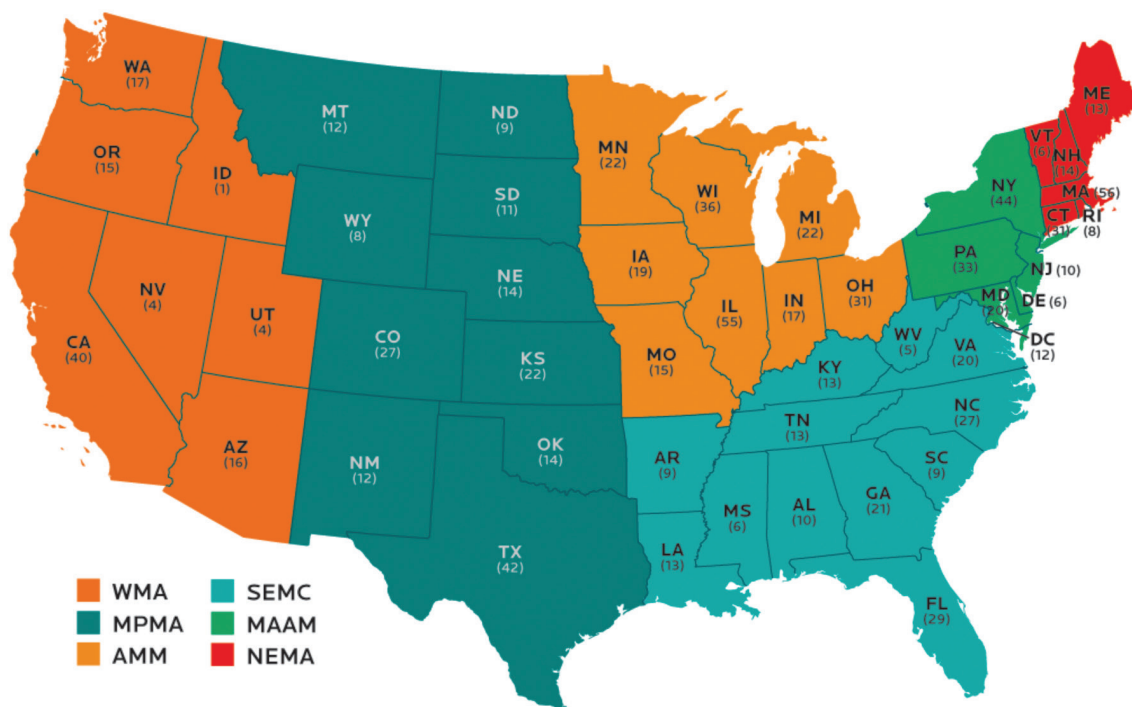 WA
(17)
OR
(15)
ID
(1)
MT
(12)
ND
(9)
MN
(22)
WI
(36)
MI
(22)
SD
(11)
WY
(8)
NE
(14)
IA
(19)
NV
(4)
UT
(4)
CA
(40)
CO
(27)
KS
(22)
MO
(15)
IL
(55)
IN
(17)
OH
(31)
AZ
(16)
NM
(12)
OK
(14)
TX
(42)
AR
(9)
LA
(13)
MS
(6)
AL
(10)
GA
(21)
FL
(29)
SC
(9)
NC
(27)
TN
(13)
KY
(13)
WV
(5)
VA
(20)
ME
(13)
VT
(6)
NH
(14)
MA (56)
CT
(31)
RI
(8)
NY
(44)
PA
(33)
NJ (10)
MD
(20)
DE (6)
DC
(12)
WMA
MPMA
AMM
SEMC
MAAM
NEMA